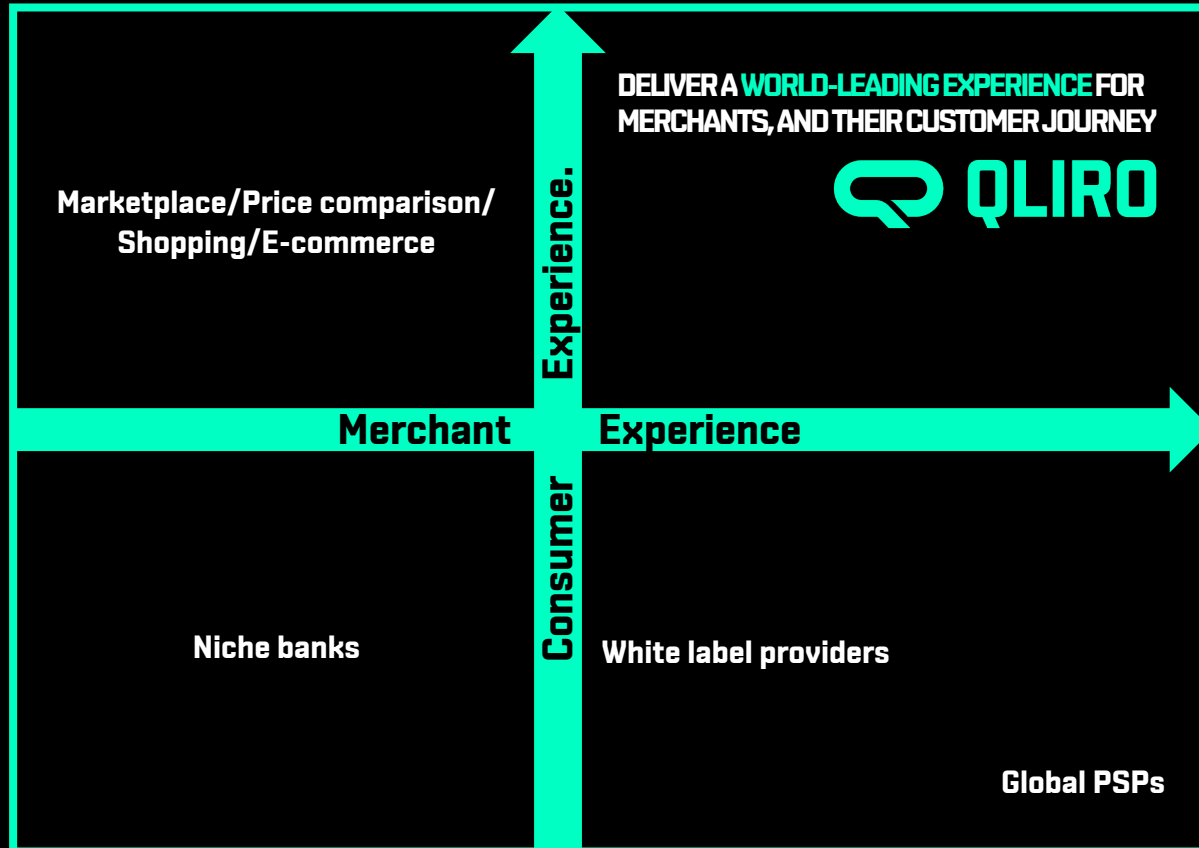 DELIVER A WORLD-LEADING EXPERIENCE FOR
MERCHANTS, AND THEIR CUSTOMER JOURNEY
QLIRO
Marketplace/Price comparison/
Shopping/E-commerce
Consumer Experience.
Merchant Experience
Niche banks
White label providers
Global PSPs